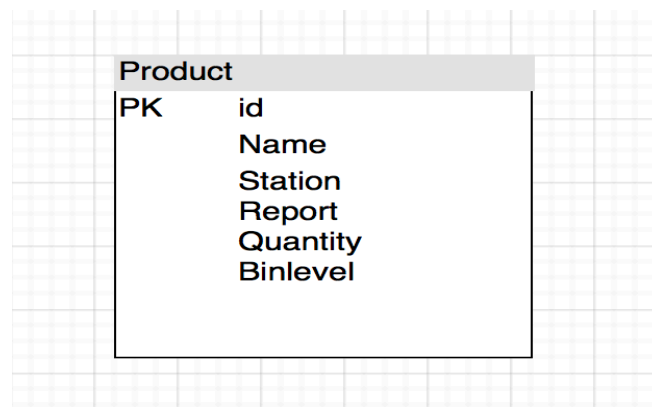 Product
PK id
Name
Station
Report
Quantity
Binlevel